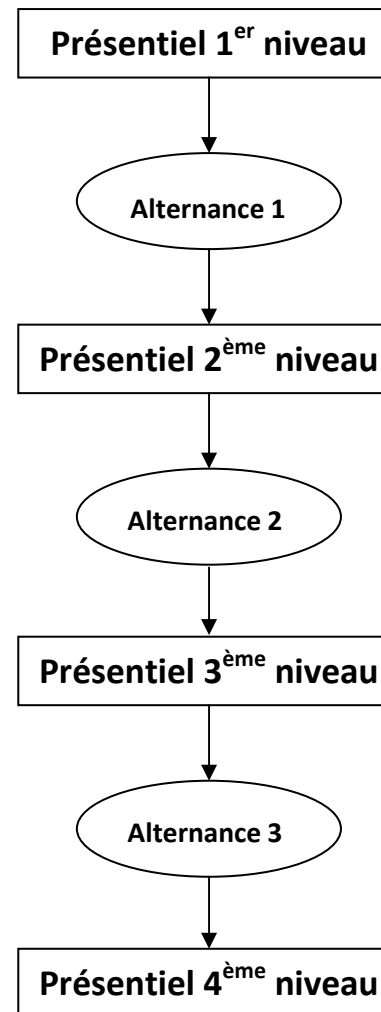 Présentiel 1er niveau
Alternance 1
Présentiel 2ème niveau
Alternance 2
Présentiel 3ème niveau
Alternance 3
Présentiel 4ème niveau